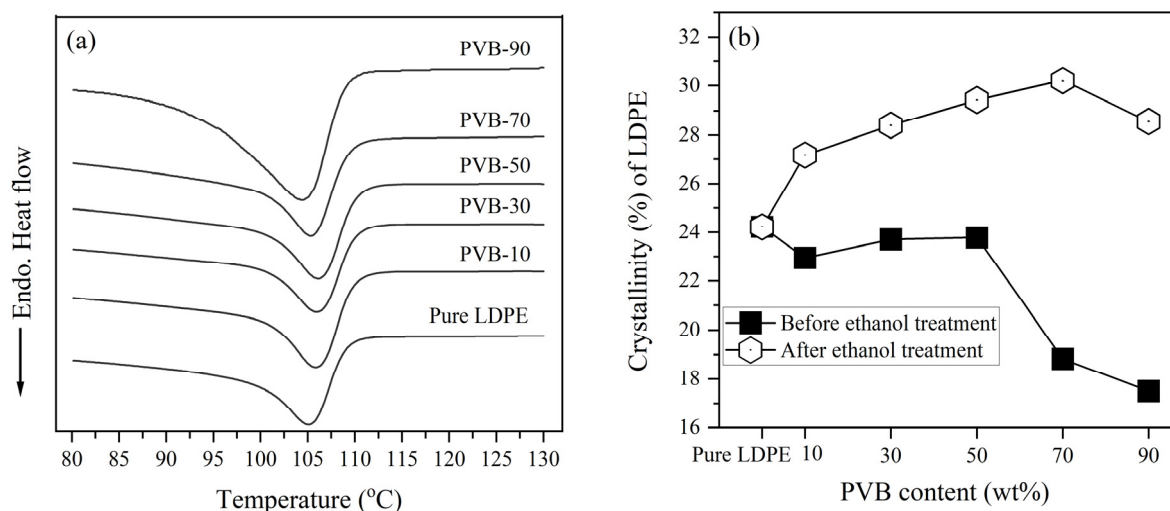 (a)
PVB-90
PVB-70
PVB-50
PVB-30
PVB-10
Pure LDPE
Endo. Heat flow
80 85 90 95 100 105 110 115 120 125 130
Temperature (°C)
(b)
32
30
28
26
24
22
20
18
16
Crystallinity (%) of LDPE
Before ethanol treatment
After ethanol treatment
Pure LDPE 10 30 50 70 90
PVB content (wt%)